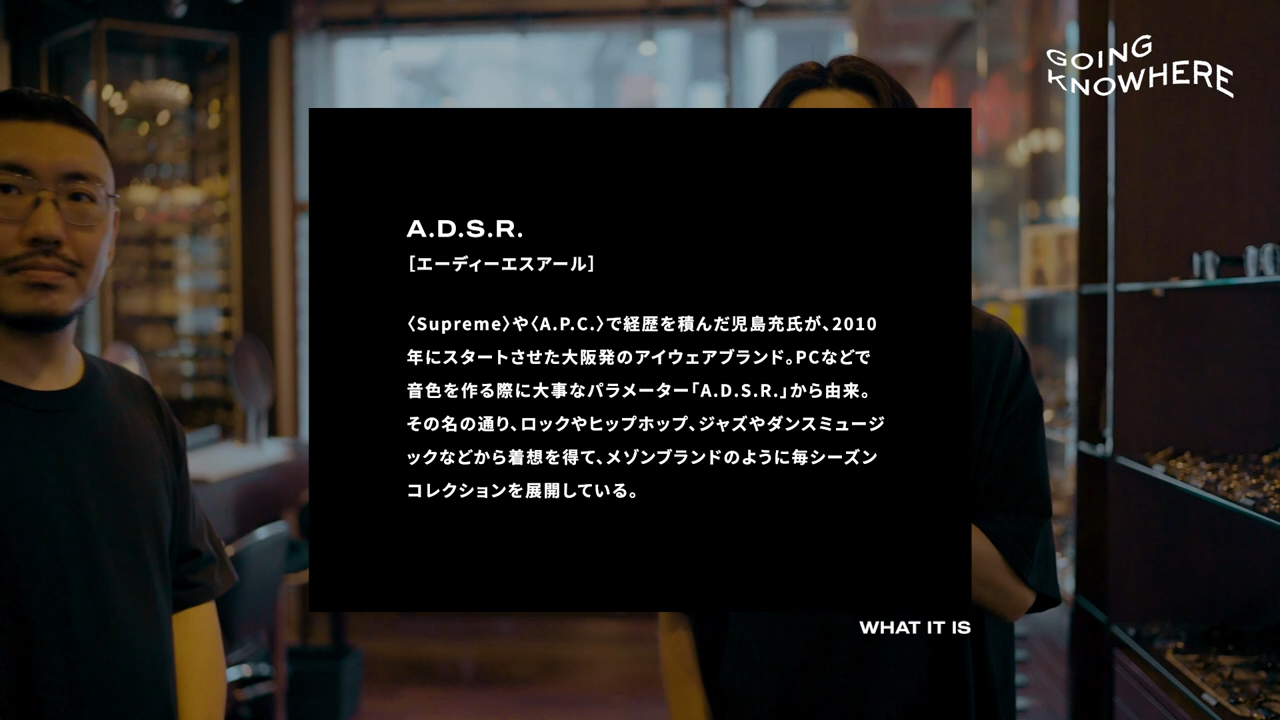 GOING
KNOWHERE
A.D.S.R.
［エーディーエスアール］
〈Supreme〉や〈A.P.C.〉で経歴を積んだ児島充氏が、2010
年にスタートさせた大阪発のアイウェアブランド。PCなどで
音色を作る際に大事なパラメーター「A.D.S.R.」から由来。
その名の通り、ロックやヒップホップ、ジャズやダンスミュージ
ックなどから着想を得て、メゾンブランドのように毎シーズン
コレクションを展開している。
WHAT IT IS